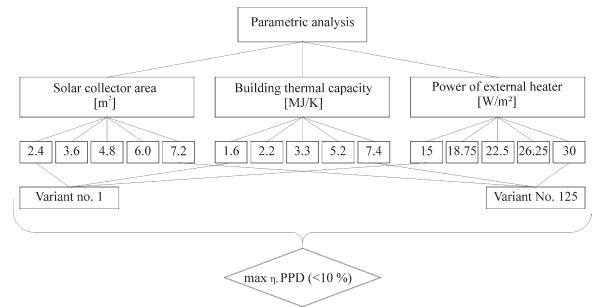 Parametric analysis
Solar collector area
[m²]
Building thermal capacity
[MJ/K]
Power of external heater
[W/m²]
2.4 3.6 4.8 6.0 7.2 1.6 2.2 3.3 5.2 7.4 15 18.75 22.5 26.25 30
Variant no. 1 Variant No. 125
max η, PPD (<10 %)